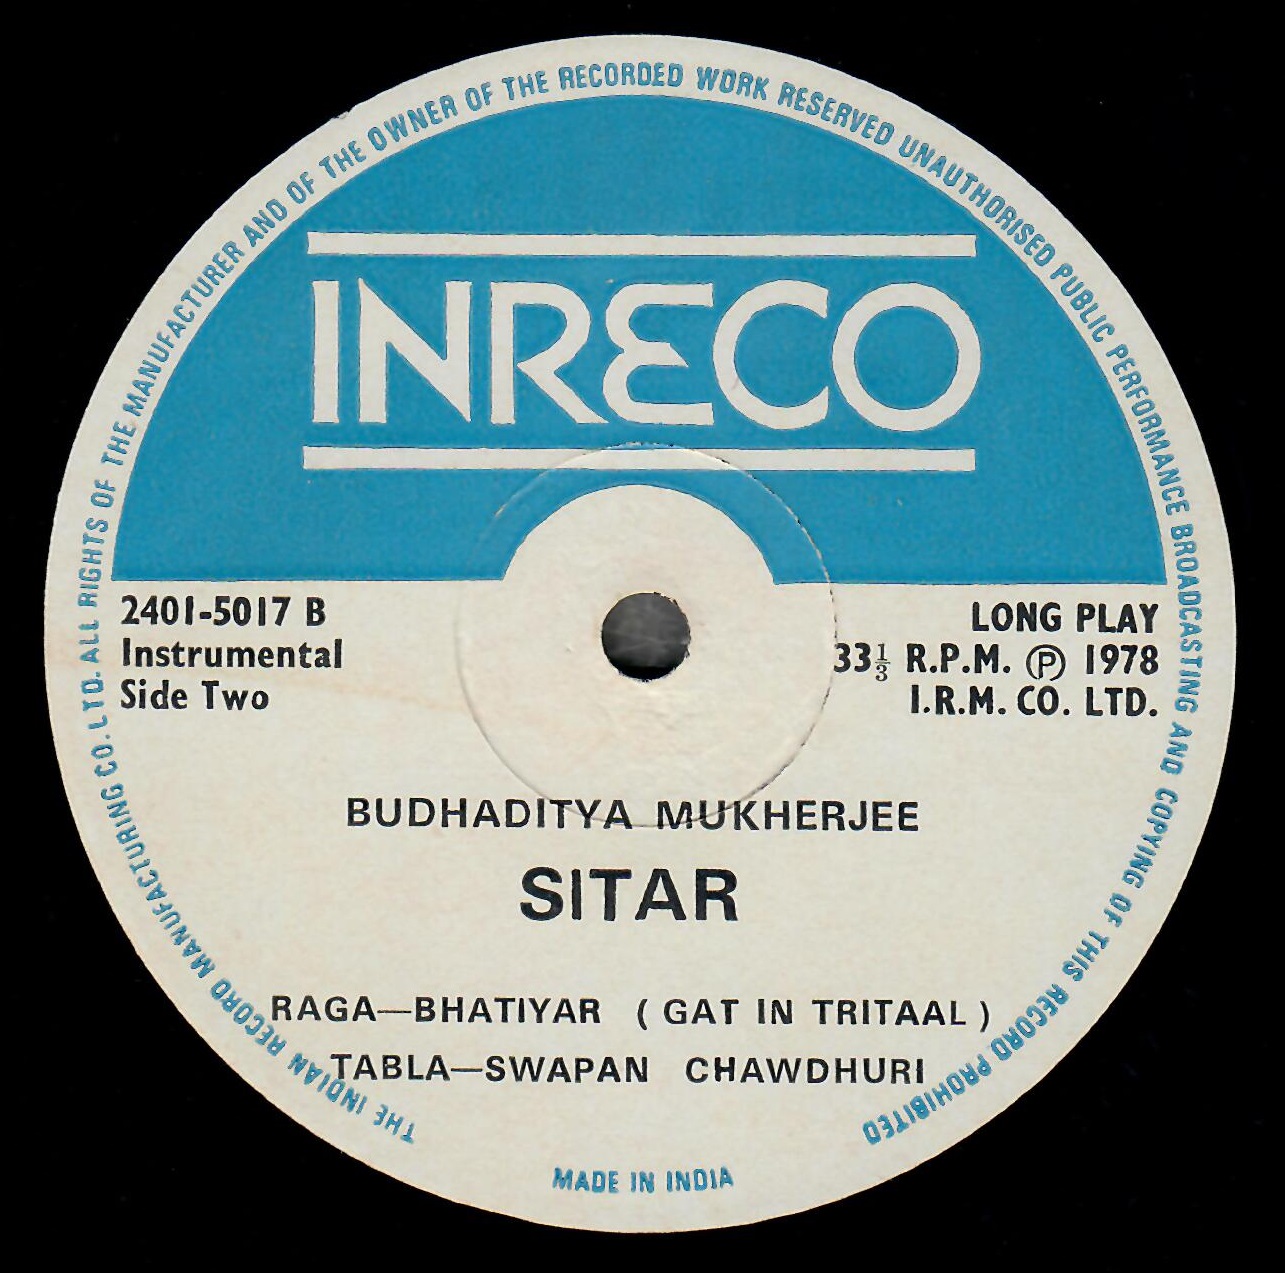 THE INDIAN RECORD MANUFACTURING CO. LTD. ALL RIGHTS OF THE MANUFACTURER AND OF THE OWNER OF THE RECORDED WORK RESERVED UNAUTHORISED PUBLIC PERFORMANCE BROADCASTING AND COPYING OF THIS RECORD PROHIBITED
INRECO
2401-5017 B
Instrumental
Side Two
LONG PLAY
33⅓ R.P.M. Ⓟ 1978
I.R.M. CO. LTD.
BUDHADITYA MUKHERJEE
SITAR
RAGA—BHATIYAR ( GAT IN TRITAAL )
TABLA—SWAPAN CHAWDHURI
MADE IN INDIA